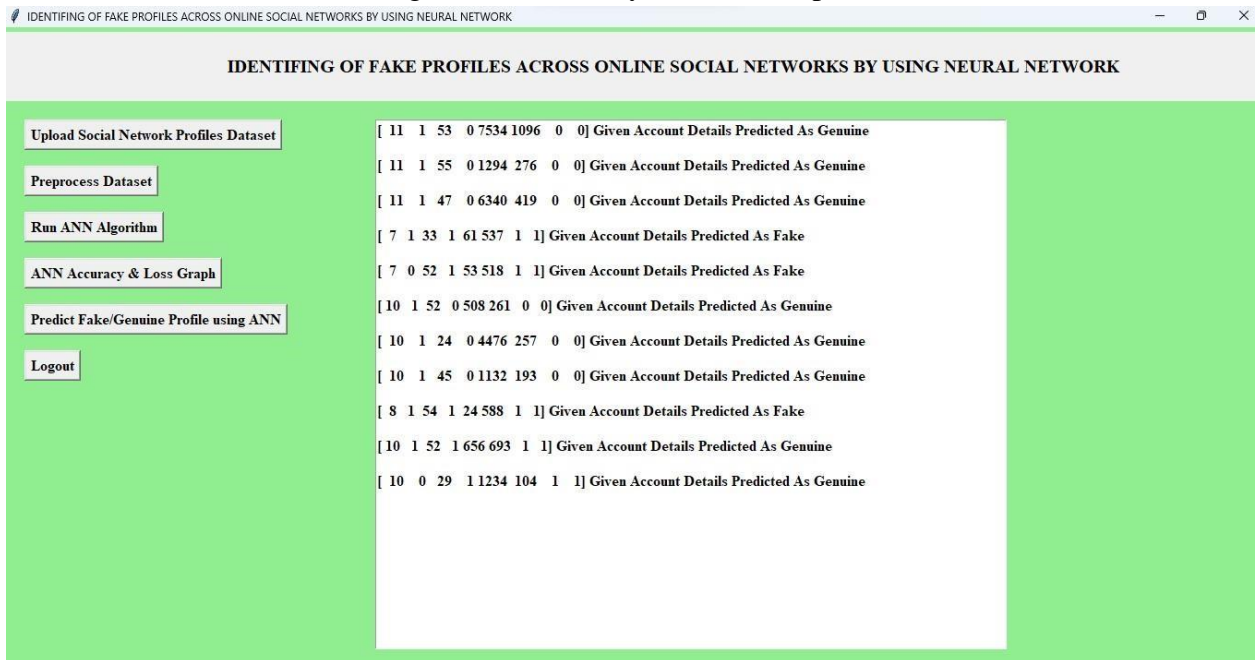 IDENTIFING OF FAKE PROFILES ACROSS ONLINE SOCIAL NETWORKS BY USING NEURAL NETWORK
IDENTIFING OF FAKE PROFILES ACROSS ONLINE SOCIAL NETWORKS BY USING NEURAL NETWORK
Upload Social Network Profiles Dataset
Preprocess Dataset
Run ANN Algorithm
ANN Accuracy & Loss Graph
Predict Fake/Genuine Profile using ANN
Logout
[ 11 1 53 0 7534 1096 0 0] Given Account Details Predicted As Genuine
[ 11 1 55 0 1294 276 0 0] Given Account Details Predicted As Genuine
[ 11 1 47 0 6340 419 0 0] Given Account Details Predicted As Genuine
[ 7 1 33 1 61 537 1 1] Given Account Details Predicted As Fake
[ 7 0 52 1 53 518 1 1] Given Account Details Predicted As Fake
[ 10 1 52 0 508 261 0 0] Given Account Details Predicted As Genuine
[ 10 1 24 0 4476 257 0 0] Given Account Details Predicted As Genuine
[ 10 1 45 0 1132 193 0 0] Given Account Details Predicted As Genuine
[ 8 1 54 1 24 588 1 1] Given Account Details Predicted As Fake
[ 10 1 52 1 656 693 1 1] Given Account Details Predicted As Genuine
[ 10 0 29 1 1234 104 1 1] Given Account Details Predicted As Genuine